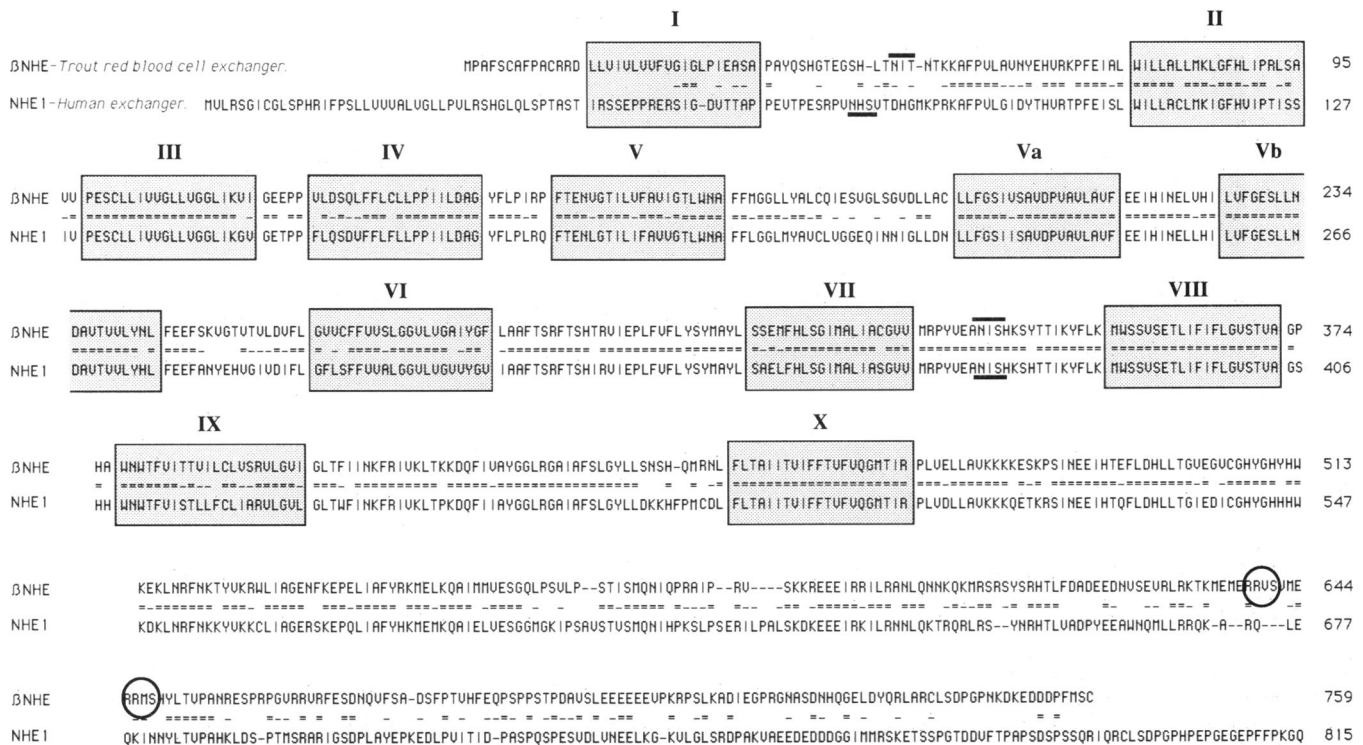 I II
βNHE-Trout red blood cell exchanger. MPAFSCAFPACRRD LLVIVLVVFVGIGLPIEASA PAYQSHGTEGSH-LTNIT-NTKKAFPVLAVNYEHVRKPFEIAL WILLALLMKLGFHLIPRLSA 95
NHE1-Human exchanger. MVLRSGICGLSPHRIFPSLLVVVALVGLLPVLRSHGLQLSPTAST IRSSEPPRERSIG-DVTTAP PEVTPESRPVNHSVTDHGMKPRKAFPVLGIDYTHVRTPFEISL WILLACLMKIGFHVIPTISS 127
III IV V Va Vb
βNHE VV PESCLLIVVGLLVGGLIKVI GEEPP VLDSQLFFLCLLPPIILDAG YFLPIRP FTENVGTILVFAVIGTLWNA FFMGGLLYALCQIESVGLSGVDLLAC LLFGSIVSAVDPVAVLAVF EEIHINELVHI LVFGESLLN 234
NHE1 IV PESCLLIVVGLLVGGLIKGV GETPP FLQSDVFFLFLLPPIILDAG YFLPLRQ FTENLGTILIFAVVGTLWNA FFLGGLMYAVCLVGGEQINNIGLLDN LLFGSIISAVDPVAVLAVF EEIHINELLHI LVFGESLLN 266
VI VII VIII
βNHE DAVTVVLYNL FEEFSKVGTVTVLDVFL GVVCFFVVSLGGVLVGAIYGF LAAFTSRFTSHTRVIEPLFVFLYSYMAYL SSEMFHLSGIMALIACGVV MRPYVEANISHKSYTTIKYFLK MWSSVSETLIFIFLGVSTVA GP 374
NHE1 DAVTVVLYHL FEEFANYEHVGIVDIFL GFLSFFVVALGGVLVGVVYGV IAAFTSRFTSHIRVIEPLFVFLYSYMAYL SAELFHLSGIMALIASGVV MRPYVEANISHKSHTTIKYFLK MWSSVSETLIFIFLGVSTVA GS 406
IX X
βNHE HA WNWTFVITTVILCLVSRVLGVI GLTFIINKFRIVKLTKKDQFIVAYGGLRGAIAFSLGYLLSNSH-QMRNL FLTAIITVIFFTVFVQGMTIR PLVELLAVKKKKESKPSINEEIHTEFLDHLLTGVEGVCGHYGHYHW 513
NHE1 HH WNWTFVISTLLFCLIARVLGVL GLTWFINKFRIVKLTPKDQFIIAYGGLRGAIAFSLGYLLDKKHFPMCDL FLTAIITVIFFTVFVQGMTIR PLVDLLAVKKKQETKRSINEEIHTQFLDHLLTGIEDICGHYGHHHW 547
βNHE KEKLNRFNKTYVKRWLIAGENFKEPELIAFYRKMELKQAIMMVESGQLPSVLP--STISMQNIQPRAIP--RV----SKKREEEIRRILRANLQNNKQKMRSRSYSRHTLFDADEEDNVSEVRLRKTKMEMERRVSVME 644
NHE1 KDKLNRFNKKYVKKCLIAGERSKEPQLIAFYHKMEMKQAIELVESGGMGKIPSAVSTVSMQNIHPKSLPSERILPALSKDKEEEIRKILRNNLQKTRQRLRS--YNRHTLVADPYEEAWNQMLLRRQK-A--RQ---LE 677
βNHE RRMSHYLTVPANRESPRPGVRRVRFESDNQVFSA-DSFPTVHFEQPSPPSTPDAVSLEEEEEEVPKRPSLKADIEGPRGNASDNHQGELDYQRLARCLSDPGPNKDKEDDDPFMSC 759
NHE1 QKINNYLTVPAHKLDS-PTMSRARIGSDPLAYEPKEDLPVITID-PASPQSPESVDLVNEELKG-KVLGLSRDPAKVAEEDEDDDGGIMMRSKETSSPGTDDVFTPAPSDSPSSQRIQRCLSDPGPHPEPGEGEPFFPKGQ 815